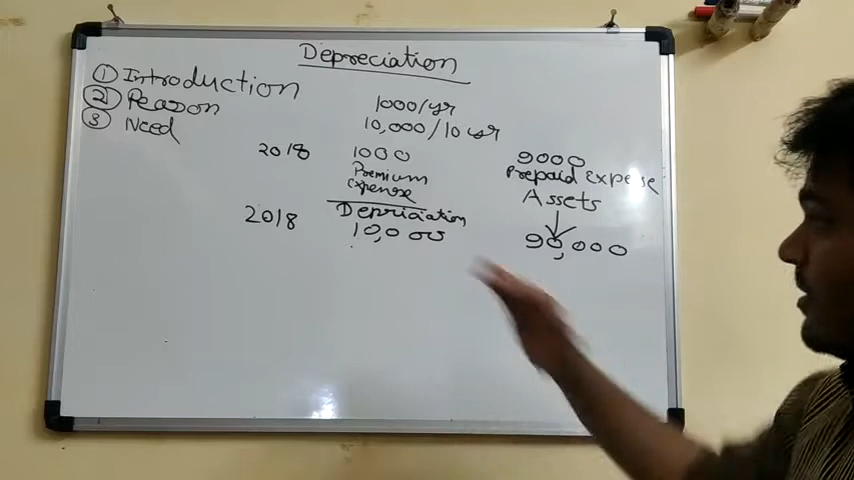 Depreciation
① Introduction
② Reason
③ Need
1000/yr
10,000/10 yr
2018 1000 9000
Premium Prepaid Expense
Expense Assets
2018 Depriciation
10,000 90,000